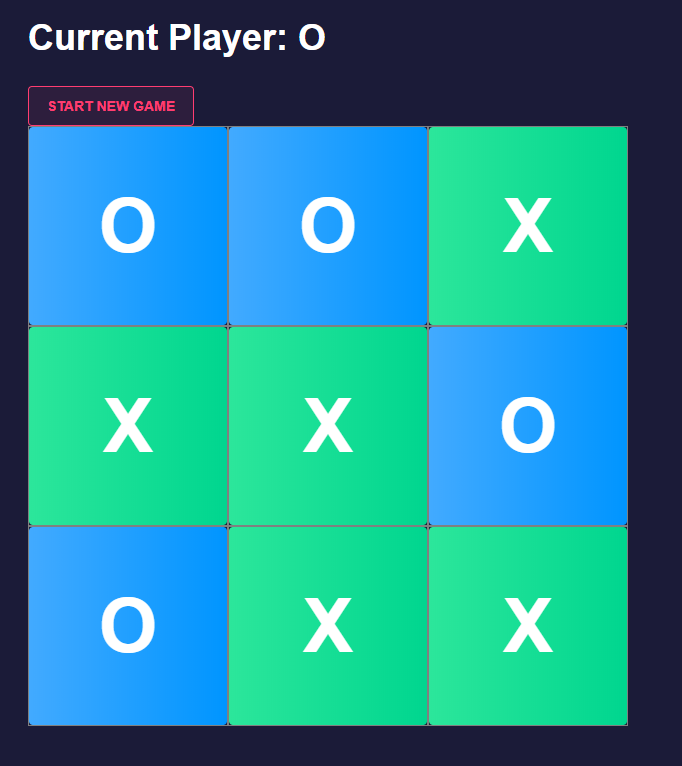 Current Player: O
START NEW GAME
O O X
X X O
O X X